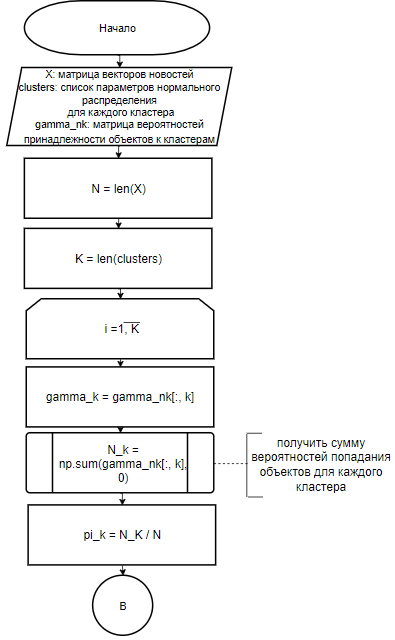 Начало
X: матрица векторов новостей
clusters: список параметров нормального
распределения
для каждого кластера
gamma_nk: матрица вероятностей
принадлежности объектов к кластерам
N = len(X)
K = len(clusters)
i =1, K
gamma_k = gamma_nk[:, k]
N_k =
np.sum(gamma_nk[:, k],
0)
получить сумму
вероятностей попадания
объектов для каждого
кластера
pi_k = N_K / N
В